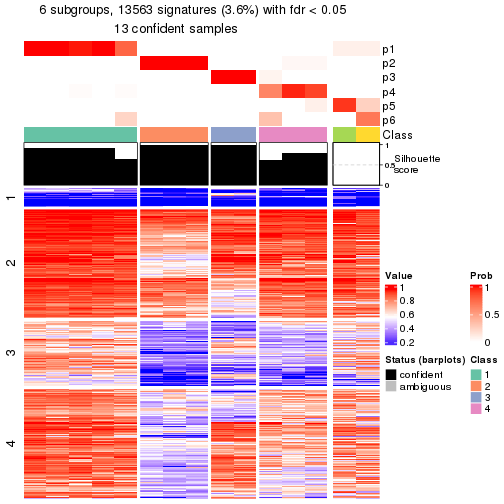 6 subgroups, 13563 signatures (3.6%) with fdr < 0.05
13 confident samples
p1
p2
p3
p4
p5
p6
Class
1
0.5
0
Silhouette
score
1
2
3
4
Value
1
0.8
0.6
0.4
0.2
Prob
1
0.5
0
Status (barplots)
confident
ambiguous
Class
1
2
3
4